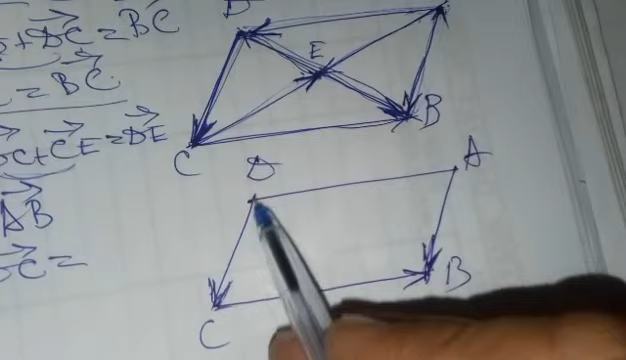 + DC = BC
= BC.
C + CE = DE
AB
C =
D
E
B
C
D
A
B
C